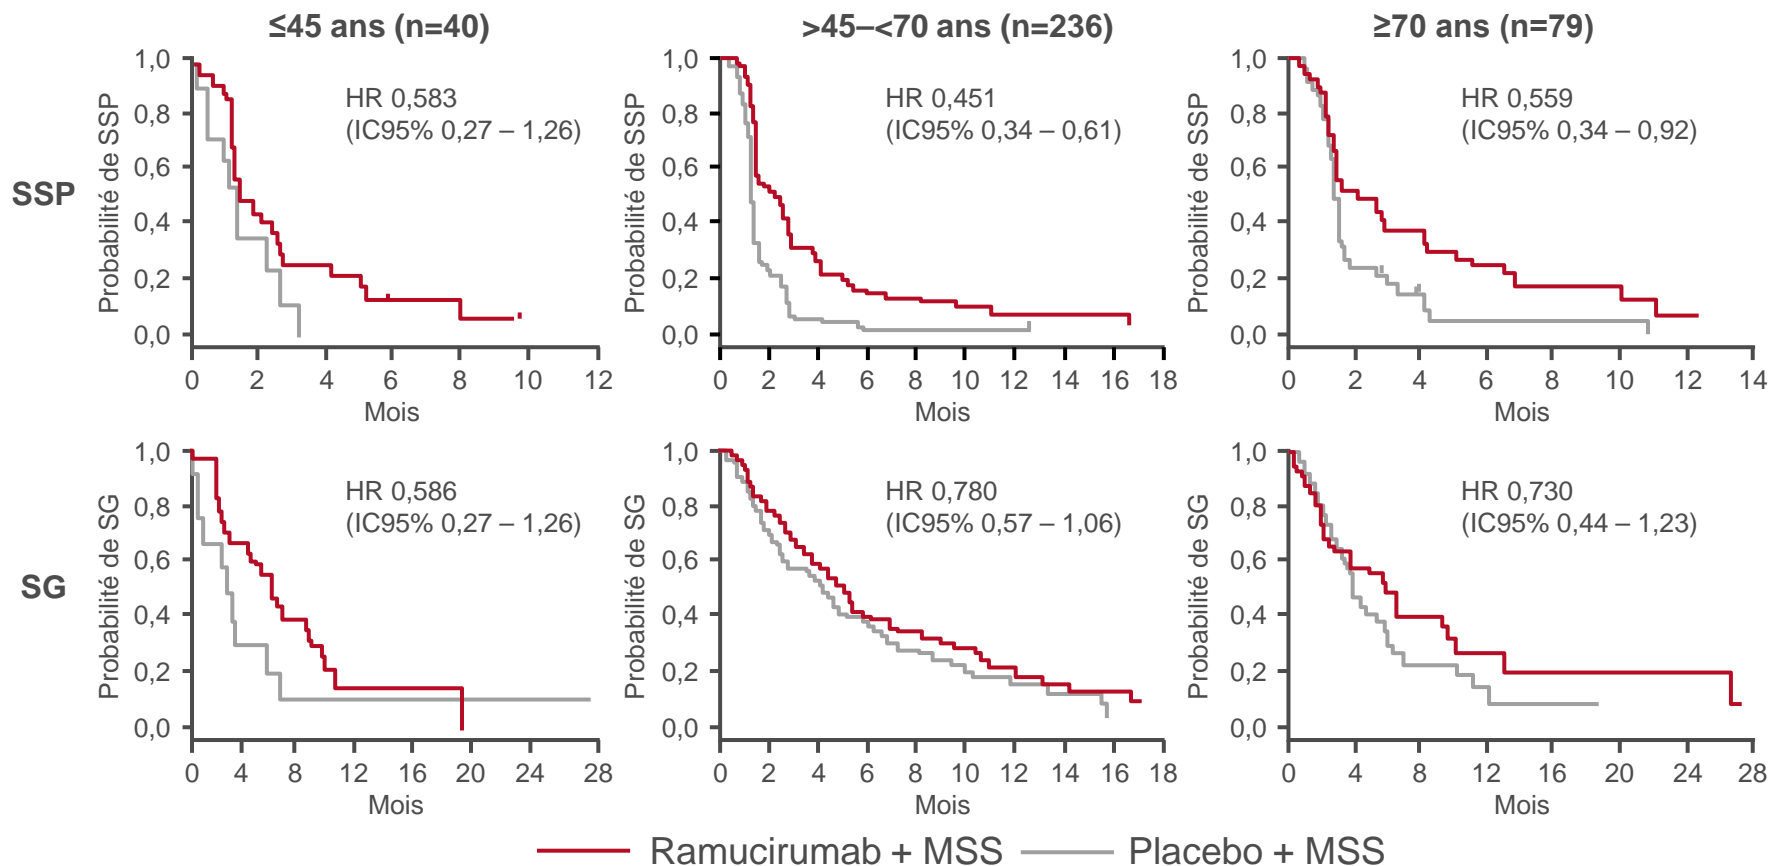 ≤45 ans (n=40)
>45–<70 ans (n=236)
≥70 ans (n=79)
SSP
Probabilité de SSP
1,0
0,8
0,6
0,4
0,2
0,0
HR 0,583
(IC95% 0,27 – 1,26)
0 2 4 6 8 10 12
Mois
Probabilité de SSP
1,0
0,8
0,6
0,4
0,2
0,0
HR 0,451
(IC95% 0,34 – 0,61)
0 2 4 6 8 10 12 14 16 18
Mois
Probabilité de SSP
1,0
0,8
0,6
0,4
0,2
0,0
HR 0,559
(IC95% 0,34 – 0,92)
0 2 4 6 8 10 12 14
Mois
SG
Probabilité de SG
1,0
0,8
0,6
0,4
0,2
0,0
HR 0,586
(IC95% 0,27 – 1,26)
0 4 8 12 16 20 24 28
Mois
Probabilité de SG
1,0
0,8
0,6
0,4
0,2
0,0
HR 0,780
(IC95% 0,57 – 1,06)
0 2 4 6 8 10 12 14 16 18
Mois
Probabilité de SG
1,0
0,8
0,6
0,4
0,2
0,0
HR 0,730
(IC95% 0,44 – 1,23)
0 4 8 12 16 20 24 28
Mois
Ramucirumab + MSS
Placebo + MSS